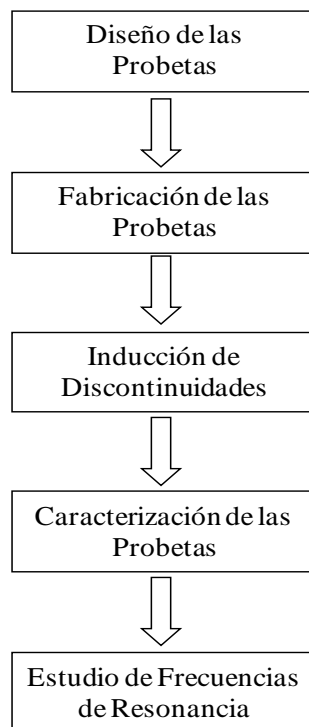 Diseño de las
Probetas
Fabricación de las
Probetas
Inducción de
Discontinuidades
Caracterización de las
Probetas
Estudio de Frecuencias
de Resonancia